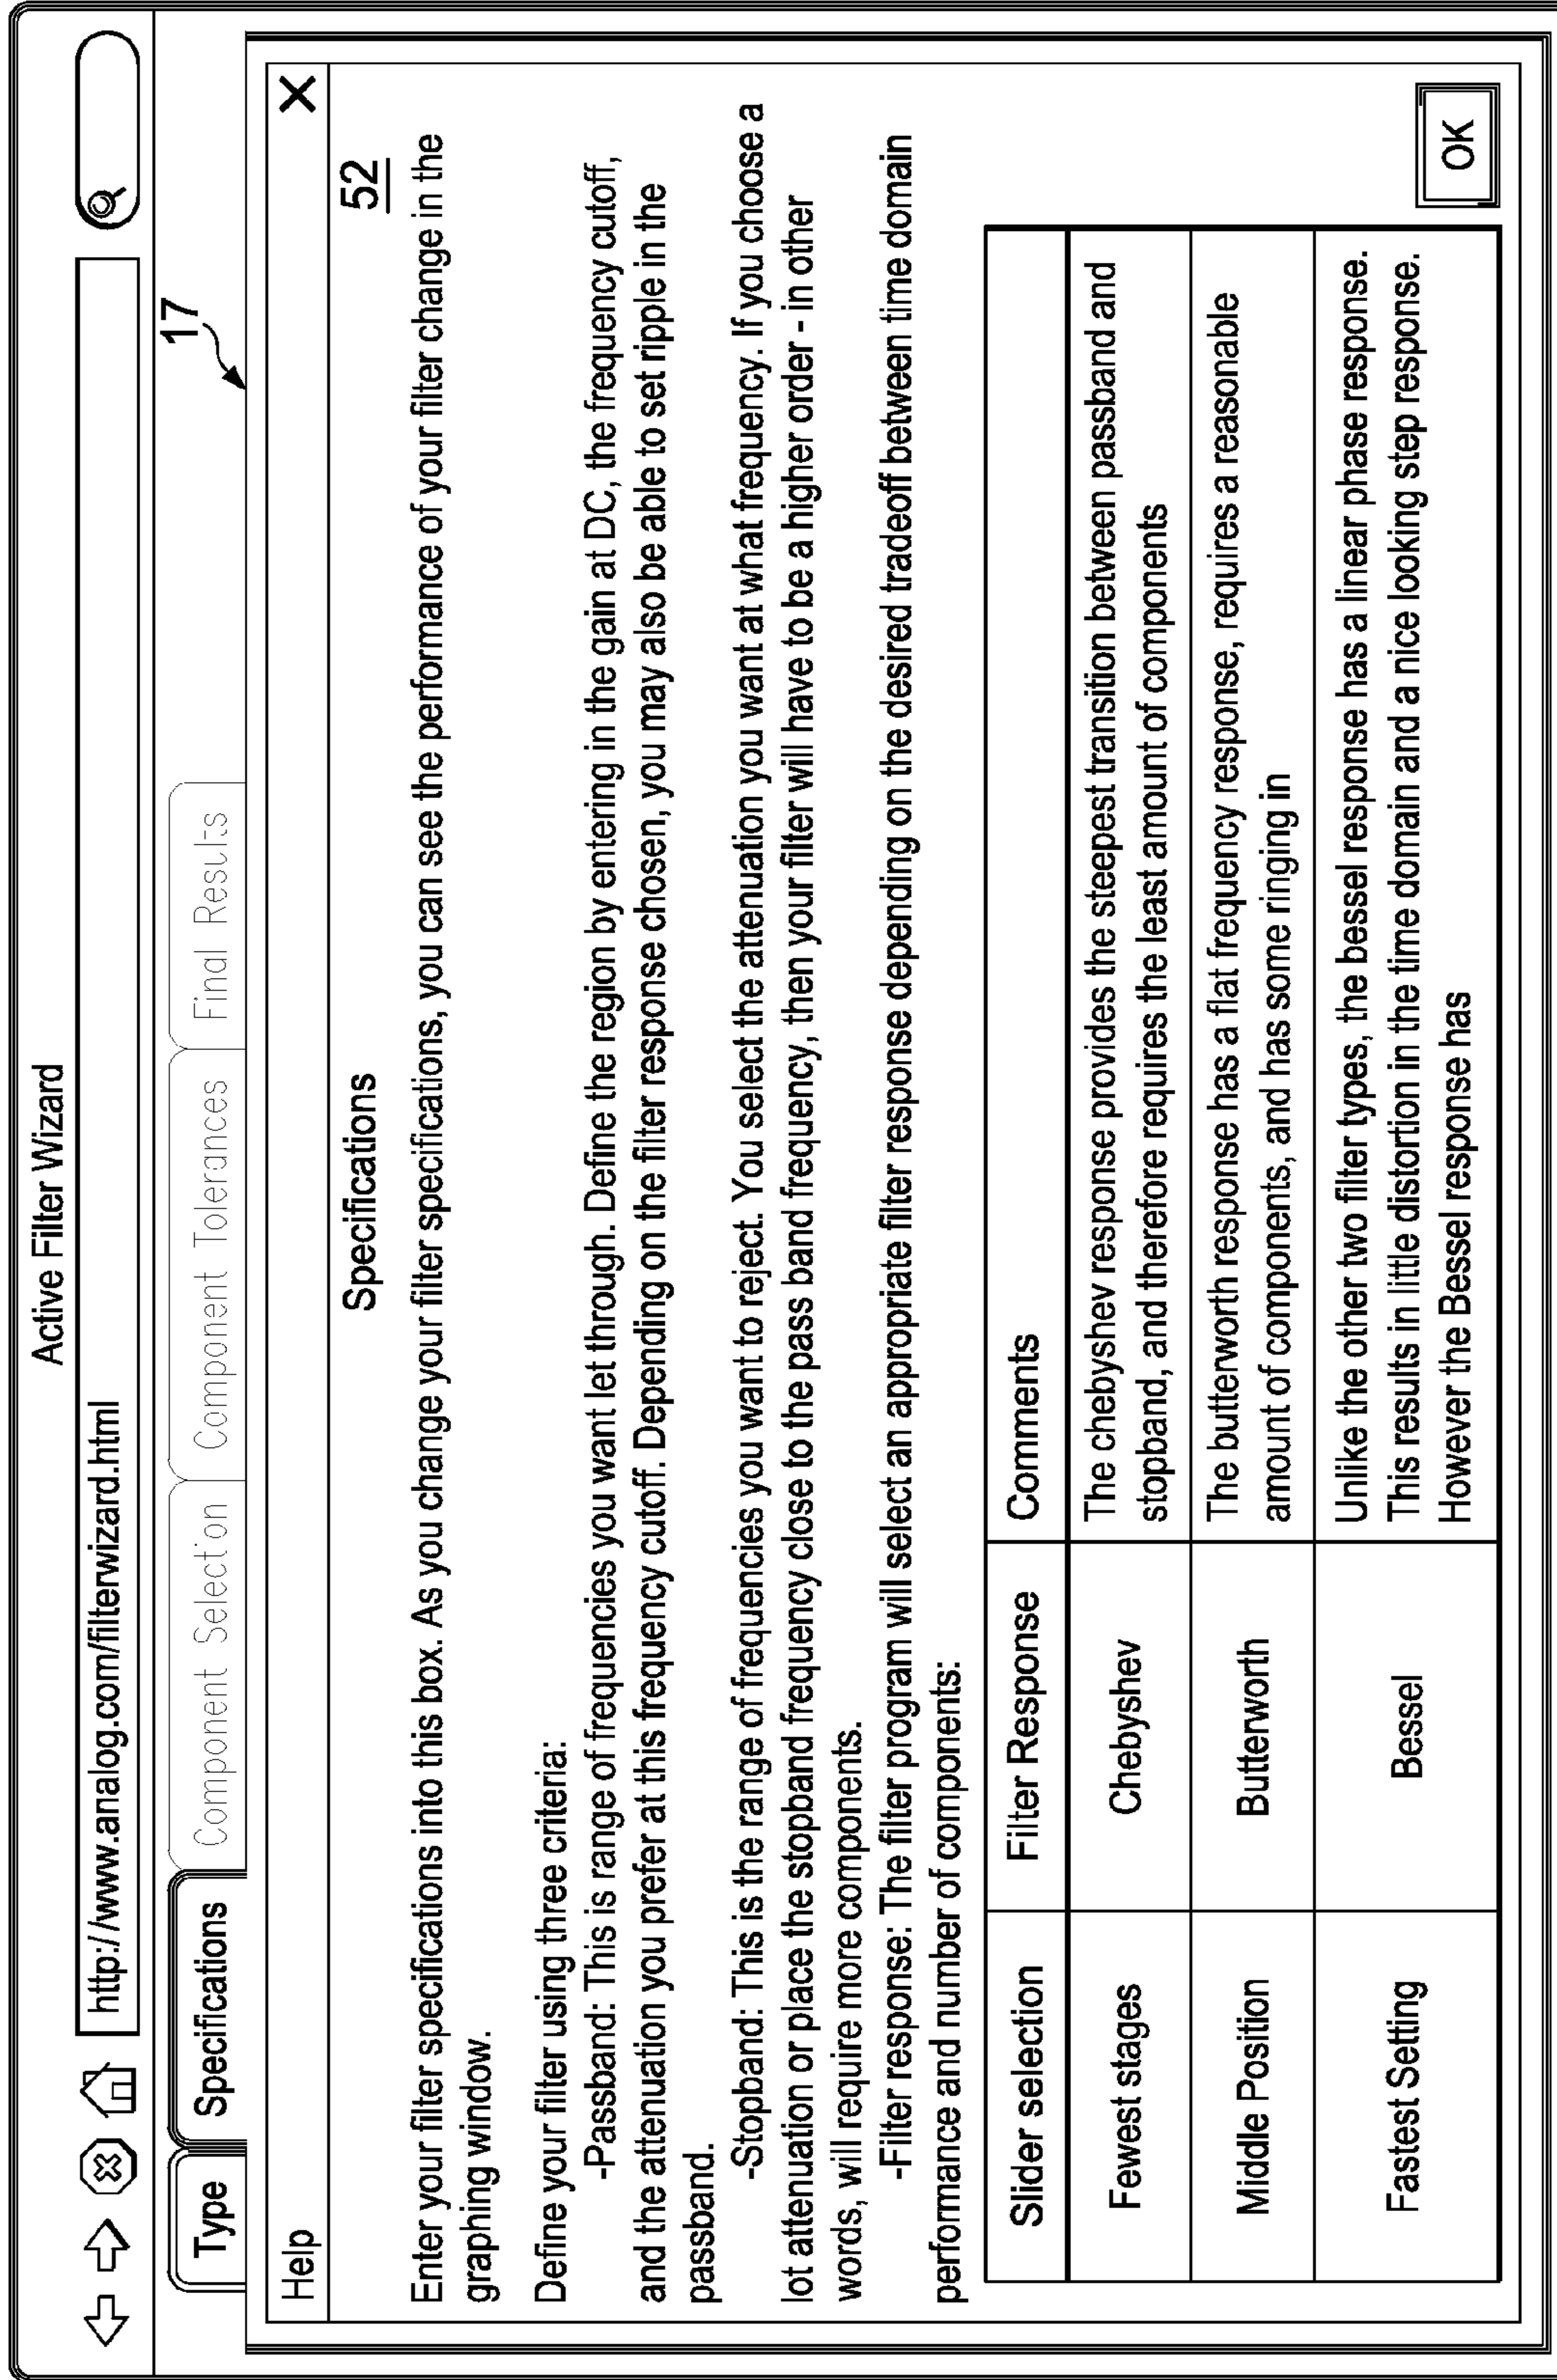 Active Filter Wizard
http://www.analog.com/filterwizard.html
Type
Specifications
Component Selection
Component Tolerances
Final Results
17
Help
X
Specifications
52
Enter your filter specifications into this box. As you change your filter specifications, you can see the performance of your filter change in the
graphing window.
Define your filter using three criteria:
-Passband: This is range of frequencies you want let through. Define the region by entering in the gain at DC, the frequency cutoff,
and the attenuation you prefer at this frequency cutoff. Depending on the filter response chosen, you may also be able to set ripple in the
passband.
-Stopband: This is the range of frequencies you want to reject. You select the attenuation you want at what frequency. If you choose a
lot attenuation or place the stopband frequency close to the pass band frequency, then your filter will have to be a higher order - in other
words, will require more components.
-Filter response: The filter program will select an appropriate filter response depending on the desired tradeoff between time domain
performance and number of components:
Slider selection
Filter Response
Comments
Fewest stages
Chebyshev
The chebyshev response provides the steepest transition between passband and
stopband, and therefore requires the least amount of components
Middle Position
Butterworth
The butterworth response has a flat frequency response, requires a reasonable
amount of components, and has some ringing in
Fastest Setting
Bessel
Unlike the other two filter types, the bessel response has a linear phase response.
This results in little distortion in the time domain and a nice looking step response.
However the Bessel response has
OK